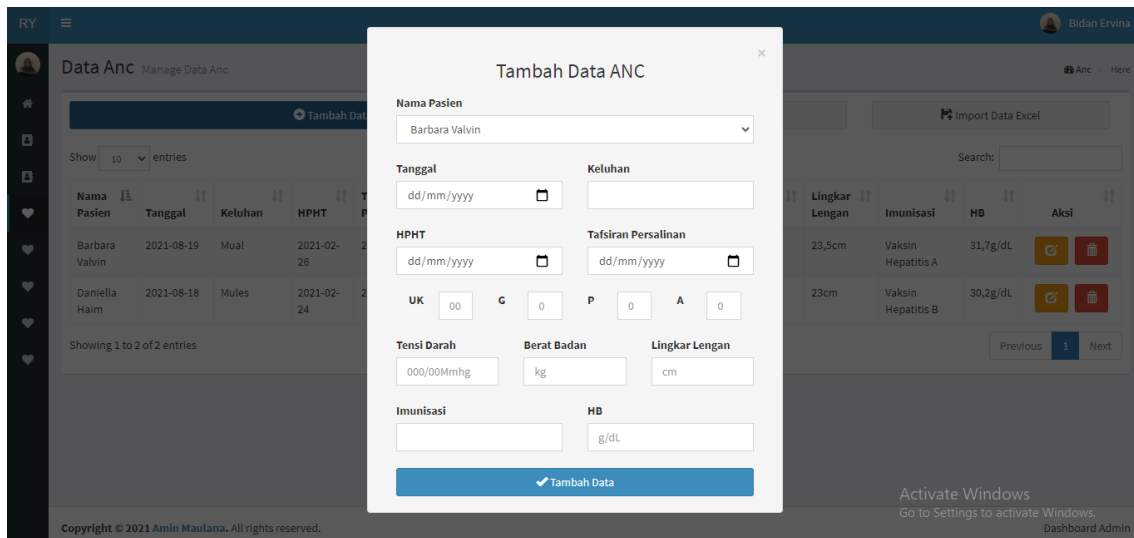 RY
Bidan Ervina
Data Anc Manage Data Anc
Anc > Here
Tambah Dat
Import Data Excel
Show 10 entries
Search:
Nama Pasien
Tanggal
Keluhan
HPHT
Lingkar Lengan
Imunisasi
HB
Aksi
Barbara Valvin
2021-08-19
Mual
2021-02-26
2
23,5cm
Vaksin Hepatitis A
31,7g/dL
Daniella Haim
2021-08-18
Mules
2021-02-24
2
23cm
Vaksin Hepatitis B
30,2g/dL
Showing 1 to 2 of 2 entries
Previous 1 Next
×
Tambah Data ANC
Nama Pasien
Barbara Valvin
Tanggal Keluhan
dd/mm/yyyy
HPHT Tafsiran Persalinan
dd/mm/yyyy dd/mm/yyyy
UK 00 G 0 P 0 A 0
Tensi Darah Berat Badan Lingkar Lengan
000/00Mmhg kg cm
Imunisasi HB
g/dL
Tambah Data
Activate Windows
Go to Settings to activate Windows.
Copyright © 2021 Amin Maulana. All rights reserved.
Dashboard Admin